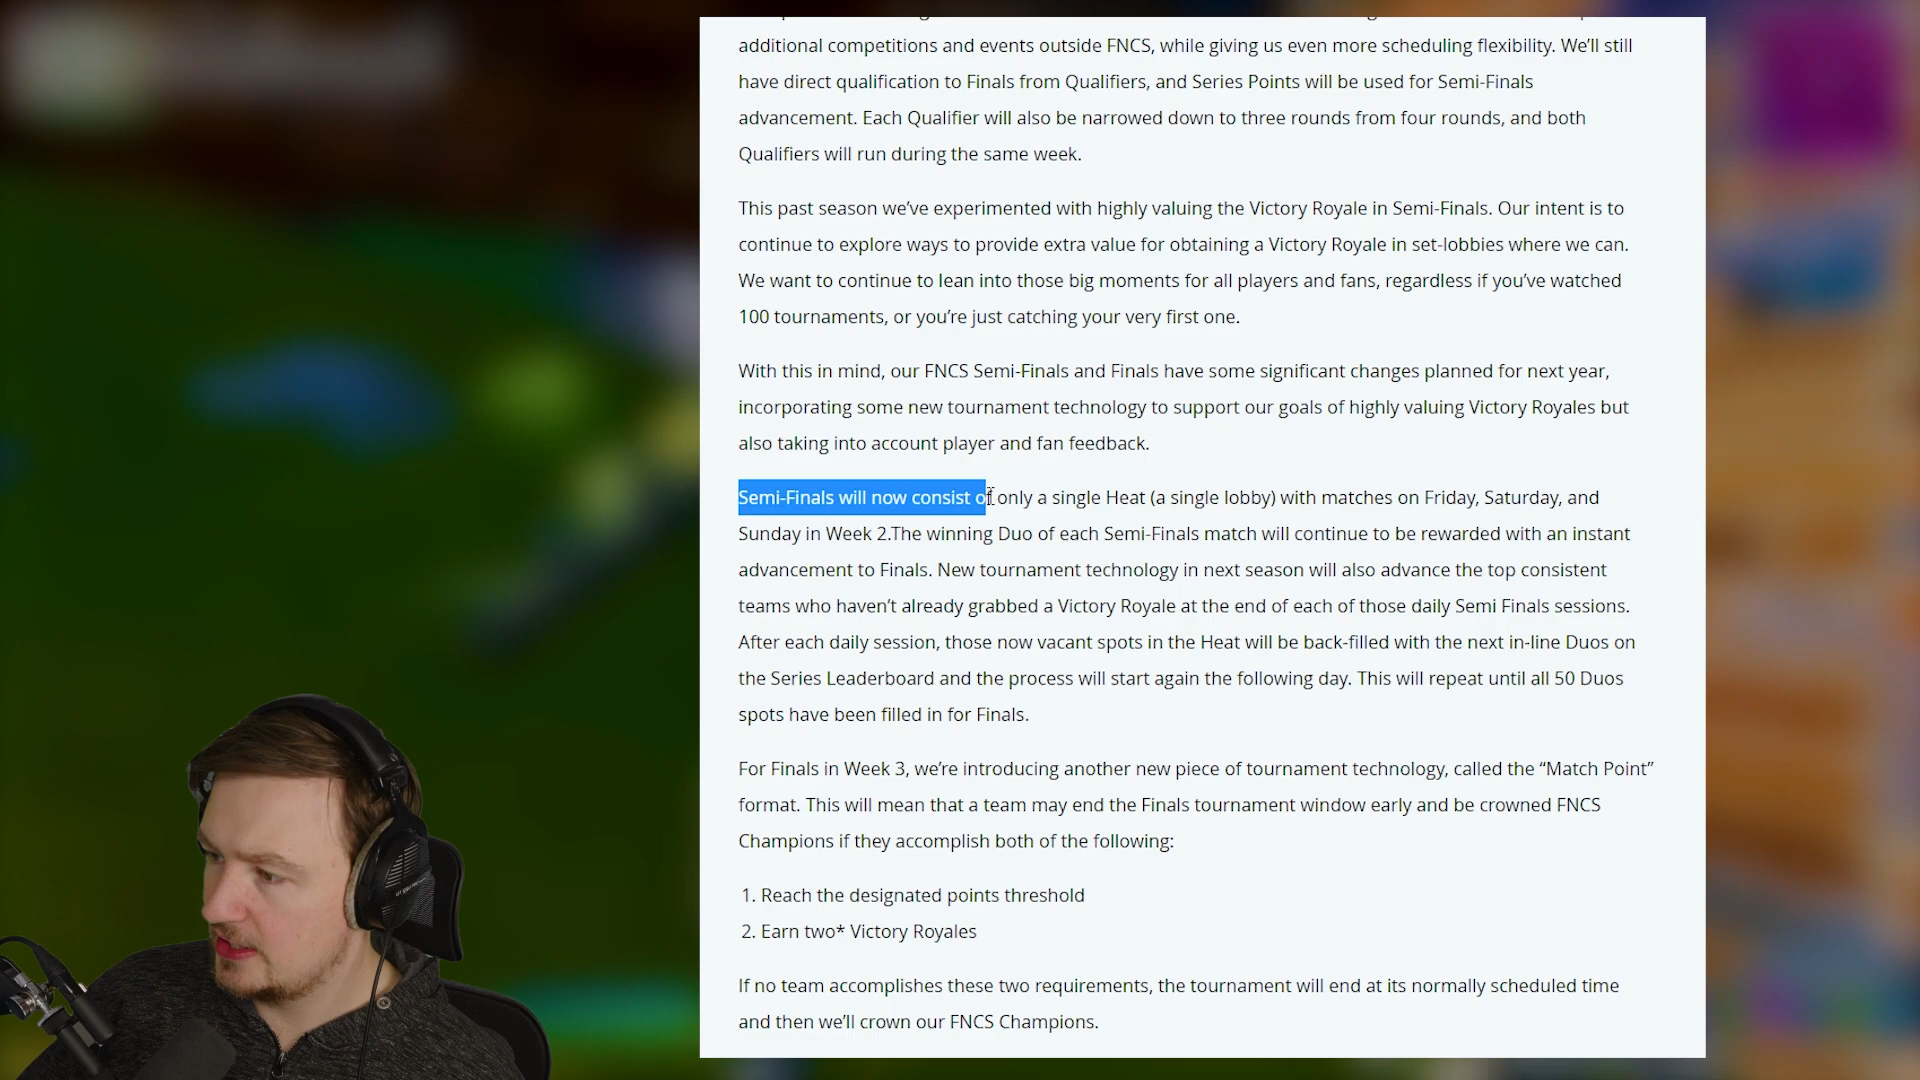 additional competitions and events outside FNCS, while giving us even more scheduling flexibility. We’ll still
have direct qualification to Finals from Qualifiers, and Series Points will be used for Semi-Finals
advancement. Each Qualifier will also be narrowed down to three rounds from four rounds, and both
Qualifiers will run during the same week.
This past season we’ve experimented with highly valuing the Victory Royale in Semi-Finals. Our intent is to
continue to explore ways to provide extra value for obtaining a Victory Royale in set-lobbies where we can.
We want to continue to lean into those big moments for all players and fans, regardless if you’ve watched
100 tournaments, or you’re just catching your very first one.
With this in mind, our FNCS Semi-Finals and Finals have some significant changes planned for next year,
incorporating some new tournament technology to support our goals of highly valuing Victory Royales but
also taking into account player and fan feedback.
Semi-Finals will now consist of only a single Heat (a single lobby) with matches on Friday, Saturday, and
Sunday in Week 2.The winning Duo of each Semi-Finals match will continue to be rewarded with an instant
advancement to Finals. New tournament technology in next season will also advance the top consistent
teams who haven’t already grabbed a Victory Royale at the end of each of those daily Semi Finals sessions.
After each daily session, those now vacant spots in the Heat will be back-filled with the next in-line Duos on
the Series Leaderboard and the process will start again the following day. This will repeat until all 50 Duos
spots have been filled in for Finals.
For Finals in Week 3, we’re introducing another new piece of tournament technology, called the “Match Point”
format. This will mean that a team may end the Finals tournament window early and be crowned FNCS
Champions if they accomplish both of the following:
1. Reach the designated points threshold
2. Earn two* Victory Royales
If no team accomplishes these two requirements, the tournament will end at its normally scheduled time
and then we’ll crown our FNCS Champions.